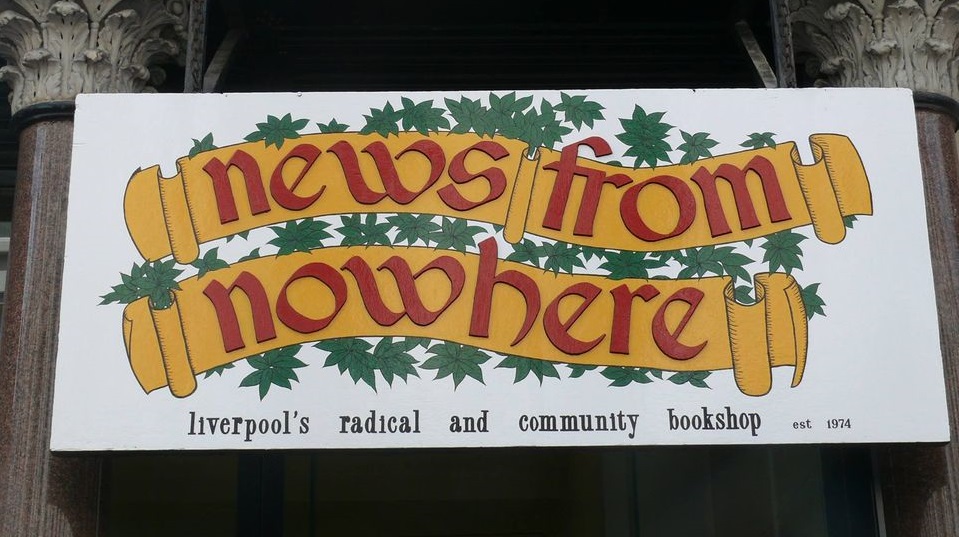 news from
nowhere
liverpool's radical and community bookshop est 1974